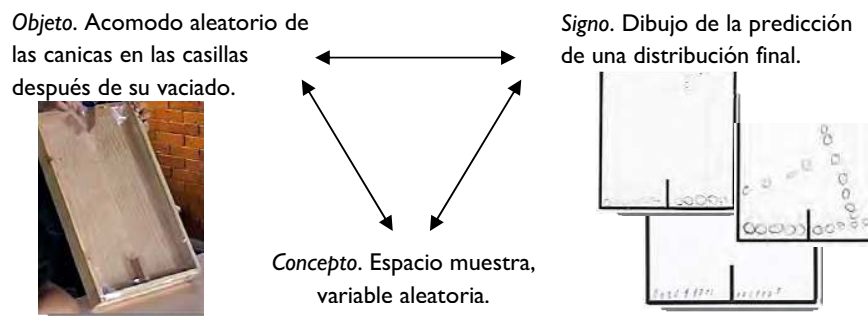 Objeto. Acomodo aleatorio de
las canicas en las casillas
después de su vaciado.
Signo. Dibujo de la predicción
de una distribución final.
Concepto. Espacio muestra,
variable aleatoria.